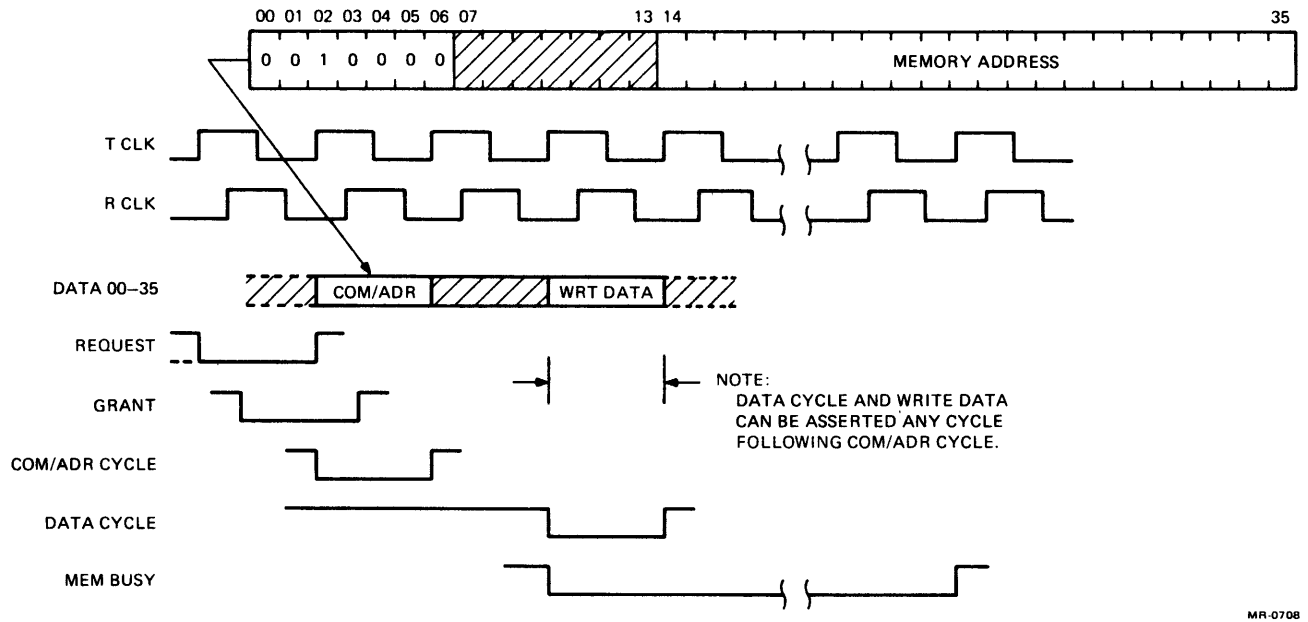 00 01 02 03 04 05 06 07 13 14 35
0 0 1 0 0 0 0 MEMORY ADDRESS
T CLK
R CLK
DATA 00–35 COM/ADR WRT DATA
REQUEST
GRANT
NOTE:
DATA CYCLE AND WRITE DATA
CAN BE ASSERTED ANY CYCLE
FOLLOWING COM/ADR CYCLE.
COM/ADR CYCLE
DATA CYCLE
MEM BUSY
MR-0708